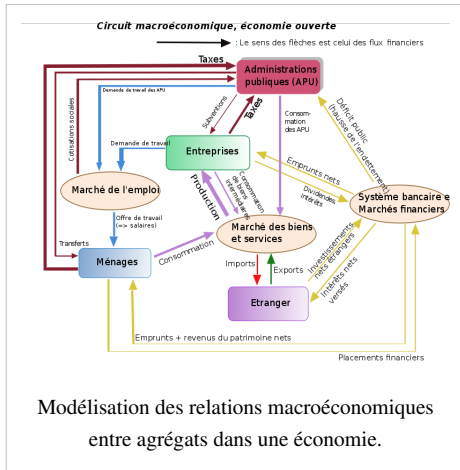 Circuit macroéconomique, économie ouverte
: Le sens des flèches est celui des flux financiers
Taxes
Administrations
publiques (APU)
Demande de travail des APU
Cotisations sociales
Subventions
Taxes
Consom-
mation
des APU
Déficit public
(hausse de l'endettement)
Demande de travail
Entreprises
Emprunts nets
Dividendes,
intérêts
Marché de l'emploi
Production
Consommation
de biens
intermédiaires
Système bancaire e
Marchés financiers
Offre de travail
(=> salaires)
Marché des biens
et services
Transferts
Ménages
Consommation
Imports
Exports
Investissements
nets étrangers
Intérêts nets
versés
Etranger
Emprunts + revenus du patrimoine nets
Placements financiers
Modélisation des relations macroéconomiques
entre agrégats dans une économie.